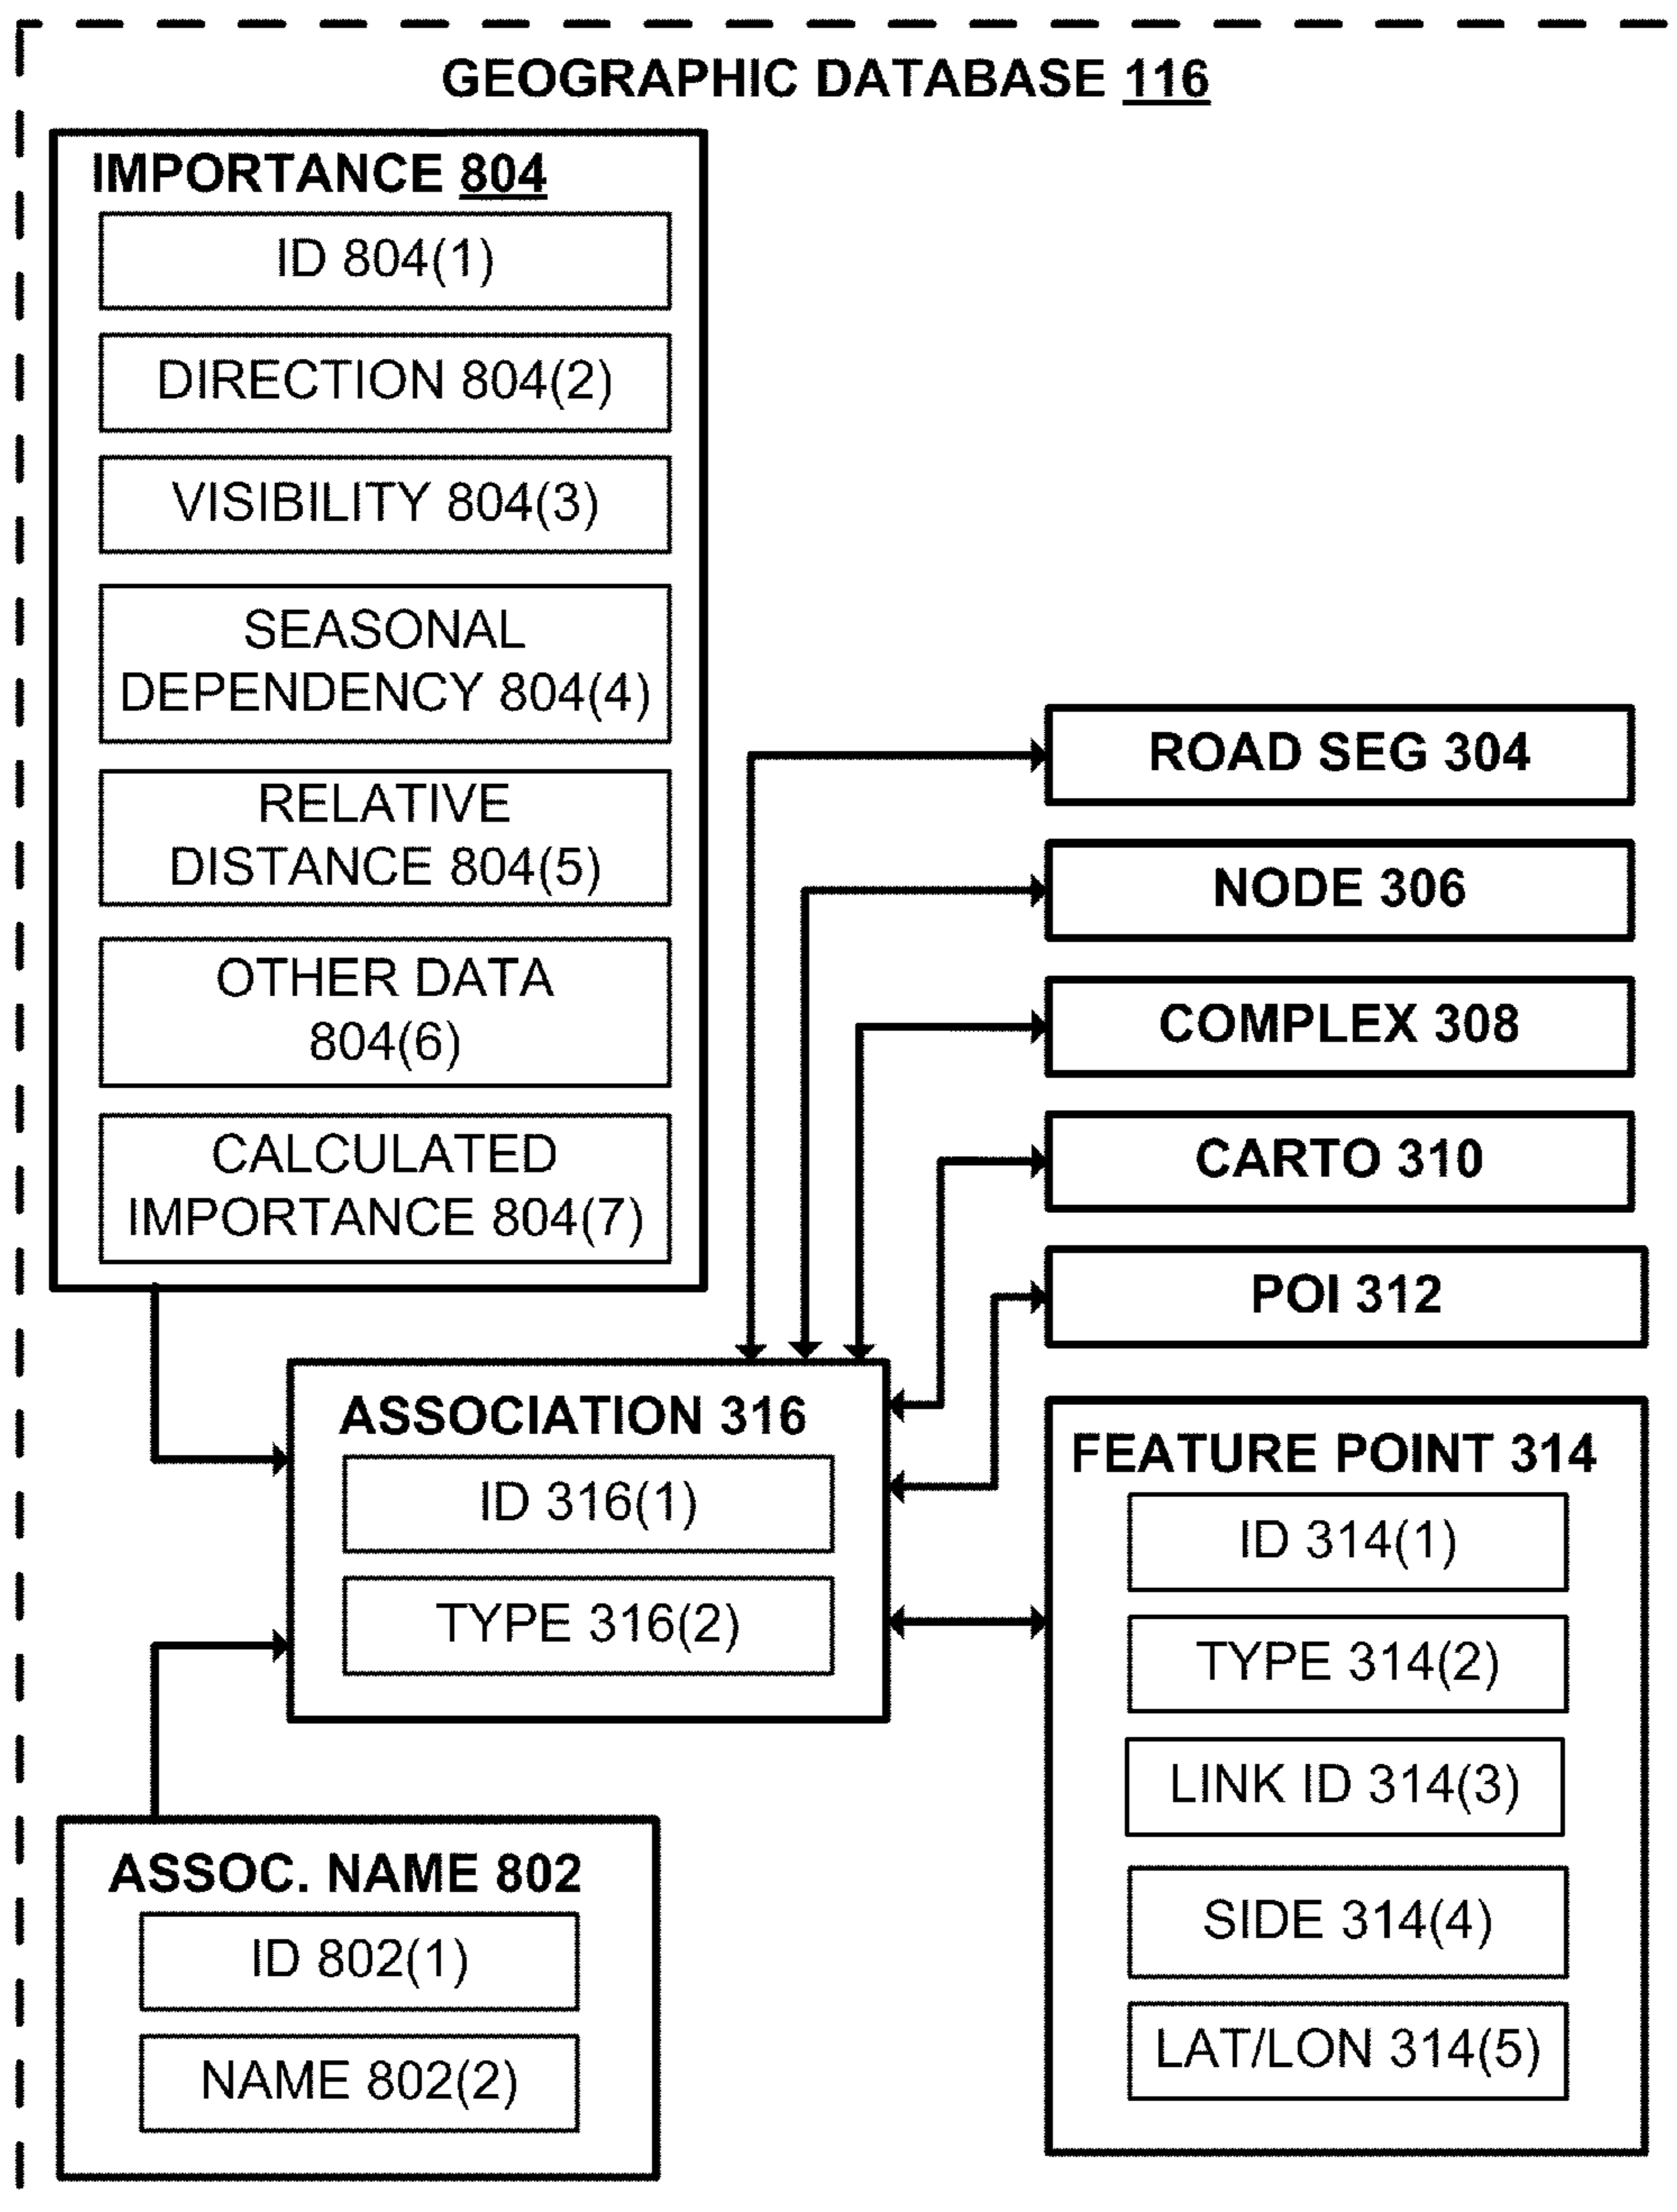 GEOGRAPHIC DATABASE 116
IMPORTANCE 804
ID 804(1)
DIRECTION 804(2)
VISIBILITY 804(3)
SEASONAL
DEPENDENCY 804(4)
RELATIVE
DISTANCE 804(5)
OTHER DATA
804(6)
CALCULATED
IMPORTANCE 804(7)
ROAD SEG 304
NODE 306
COMPLEX 308
CARTO 310
POI 312
ASSOCIATION 316
ID 316(1)
TYPE 316(2)
FEATURE POINT 314
ID 314(1)
TYPE 314(2)
LINK ID 314(3)
SIDE 314(4)
LAT/LON 314(5)
ASSOC. NAME 802
ID 802(1)
NAME 802(2)